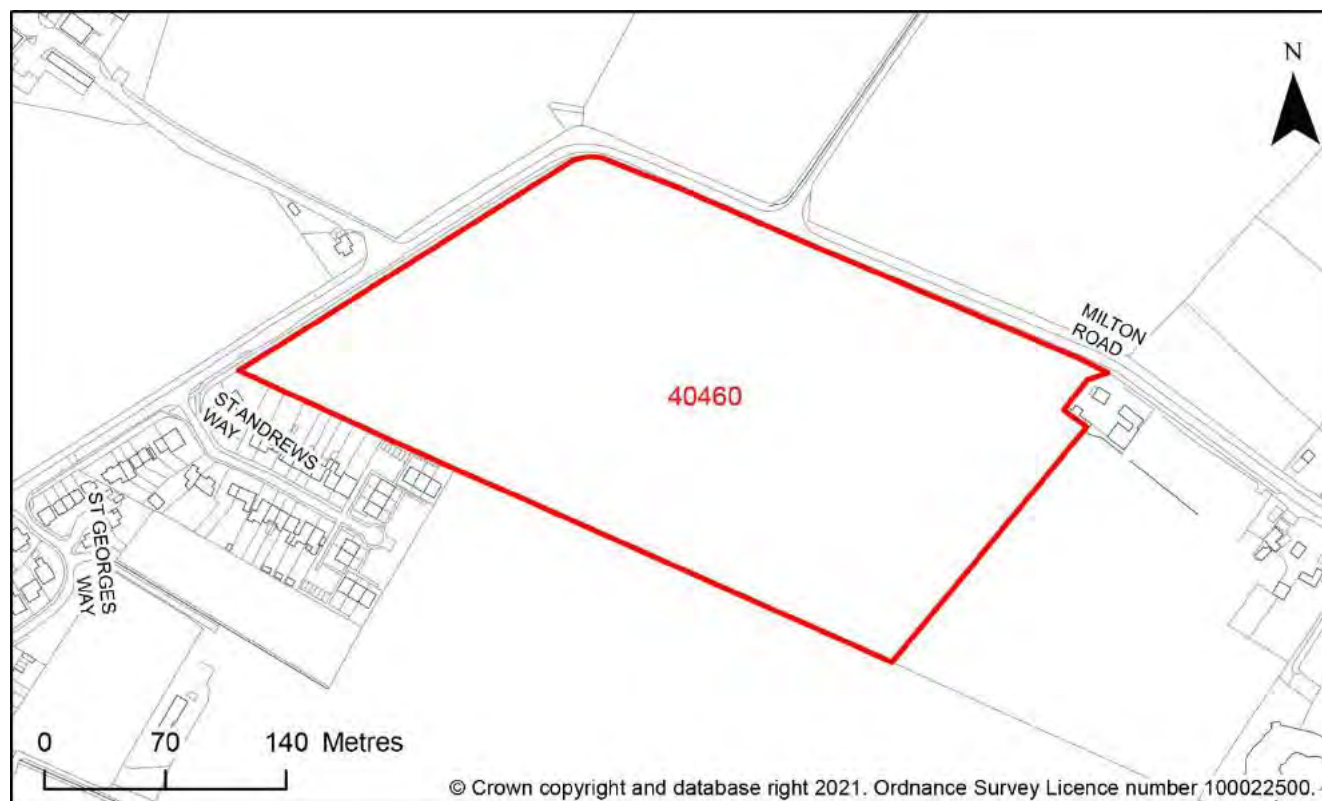 N
MILTON
ROAD
40460
ST ANDREWS
WAY
ST GEORGES
WAY
0 70 140 Metres
© Crown copyright and database right 2021. Ordnance Survey Licence number 100022500.